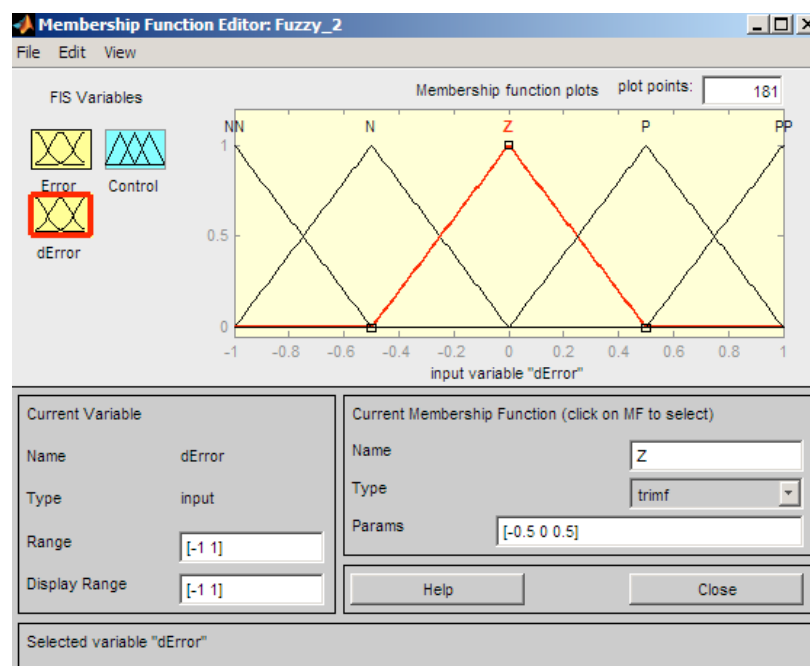 Membership Function Editor: Fuzzy_2
File Edit View
FIS Variables
Membership function plots plot points: 181
NN N Z P PP
Error Control
dError
1
0.5
0
-1 -0.8 -0.6 -0.4 -0.2 0 0.2 0.4 0.6 0.8 1
input variable "dError"
Current Variable
Name dError
Type input
Range [-1 1]
Display Range [-1 1]
Current Membership Function (click on MF to select)
Name Z
Type trimf
Params [-0.5 0 0.5]
Help Close
Selected variable "dError"